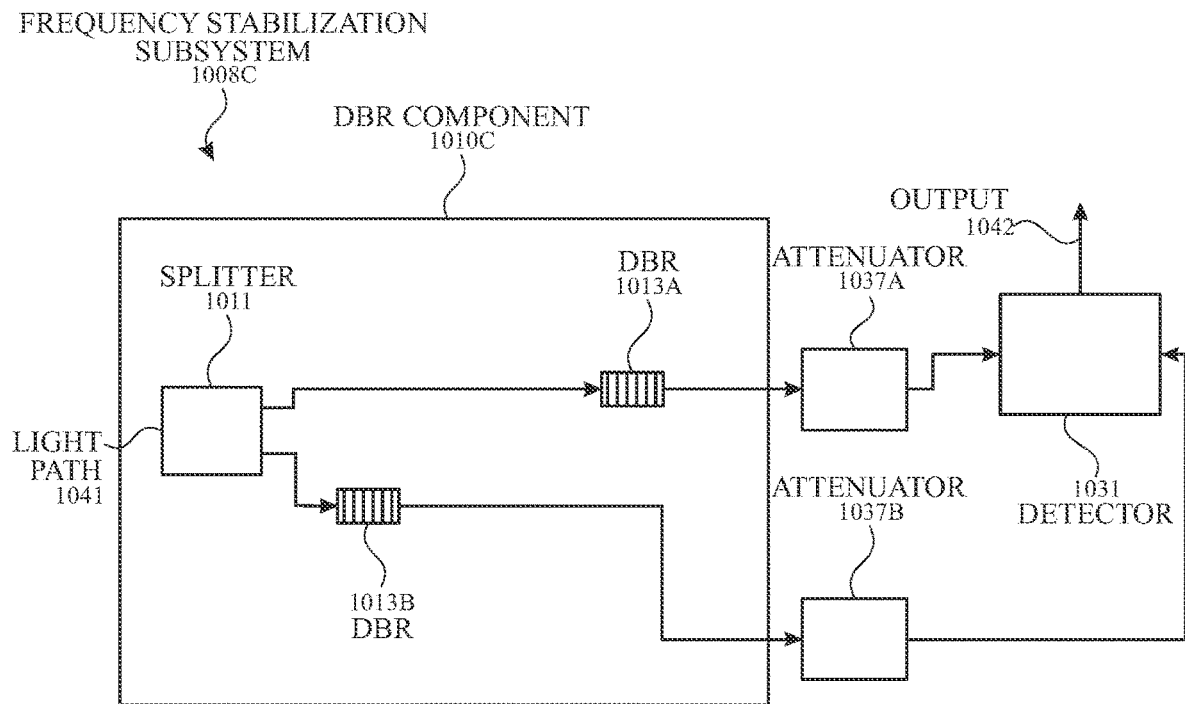 FREQUENCY STABILIZATION
SUBSYSTEM
1008C
DBR COMPONENT
1010C
OUTPUT
1042
SPLITTER
1011
DBR
1013A
ATTENUATOR
1037A
LIGHT
PATH
1041
ATTENUATOR
1037B
1031
DETECTOR
1013B
DBR